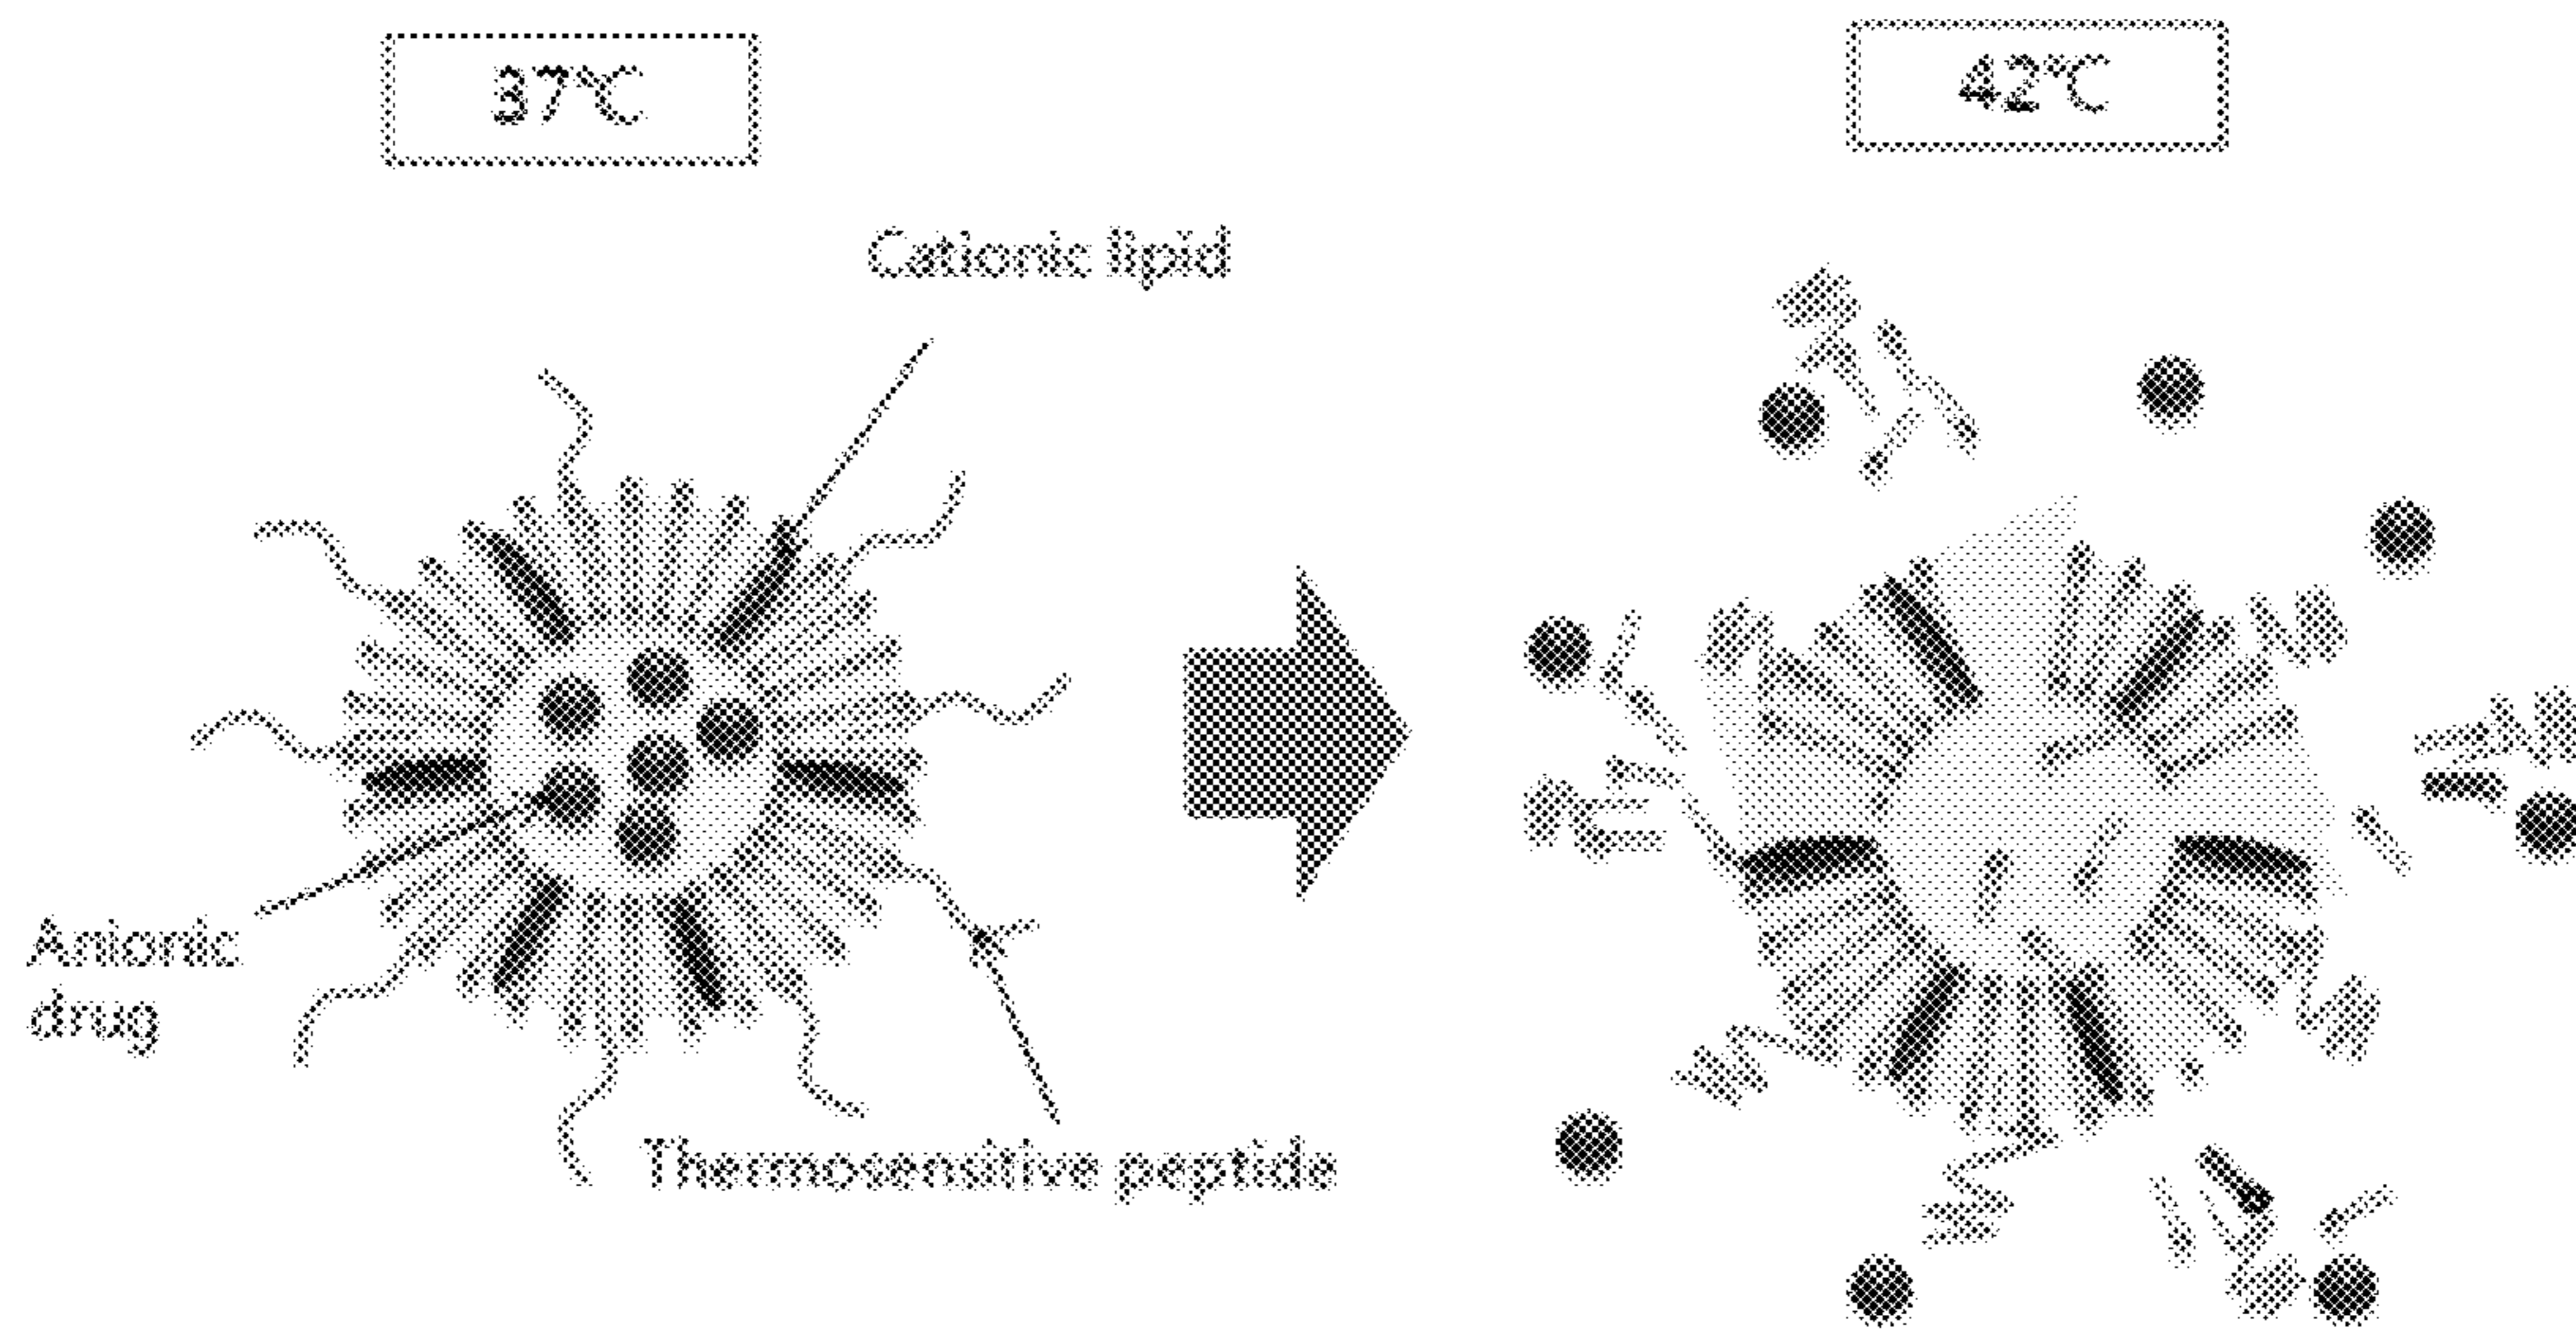 37℃
42℃
Cationic lipid
Anionic
drug
Thermosensitive peptide